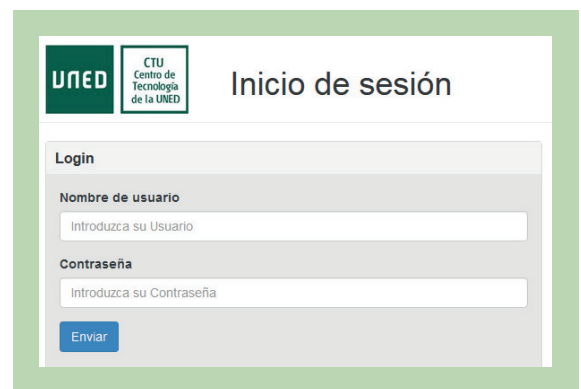 UNED
CTU
Centro de
Tecnología
de la UNED
Inicio de sesión
Login
Nombre de usuario
Introduzca su Usuario
Contraseña
Introduzca su Contraseña
Enviar